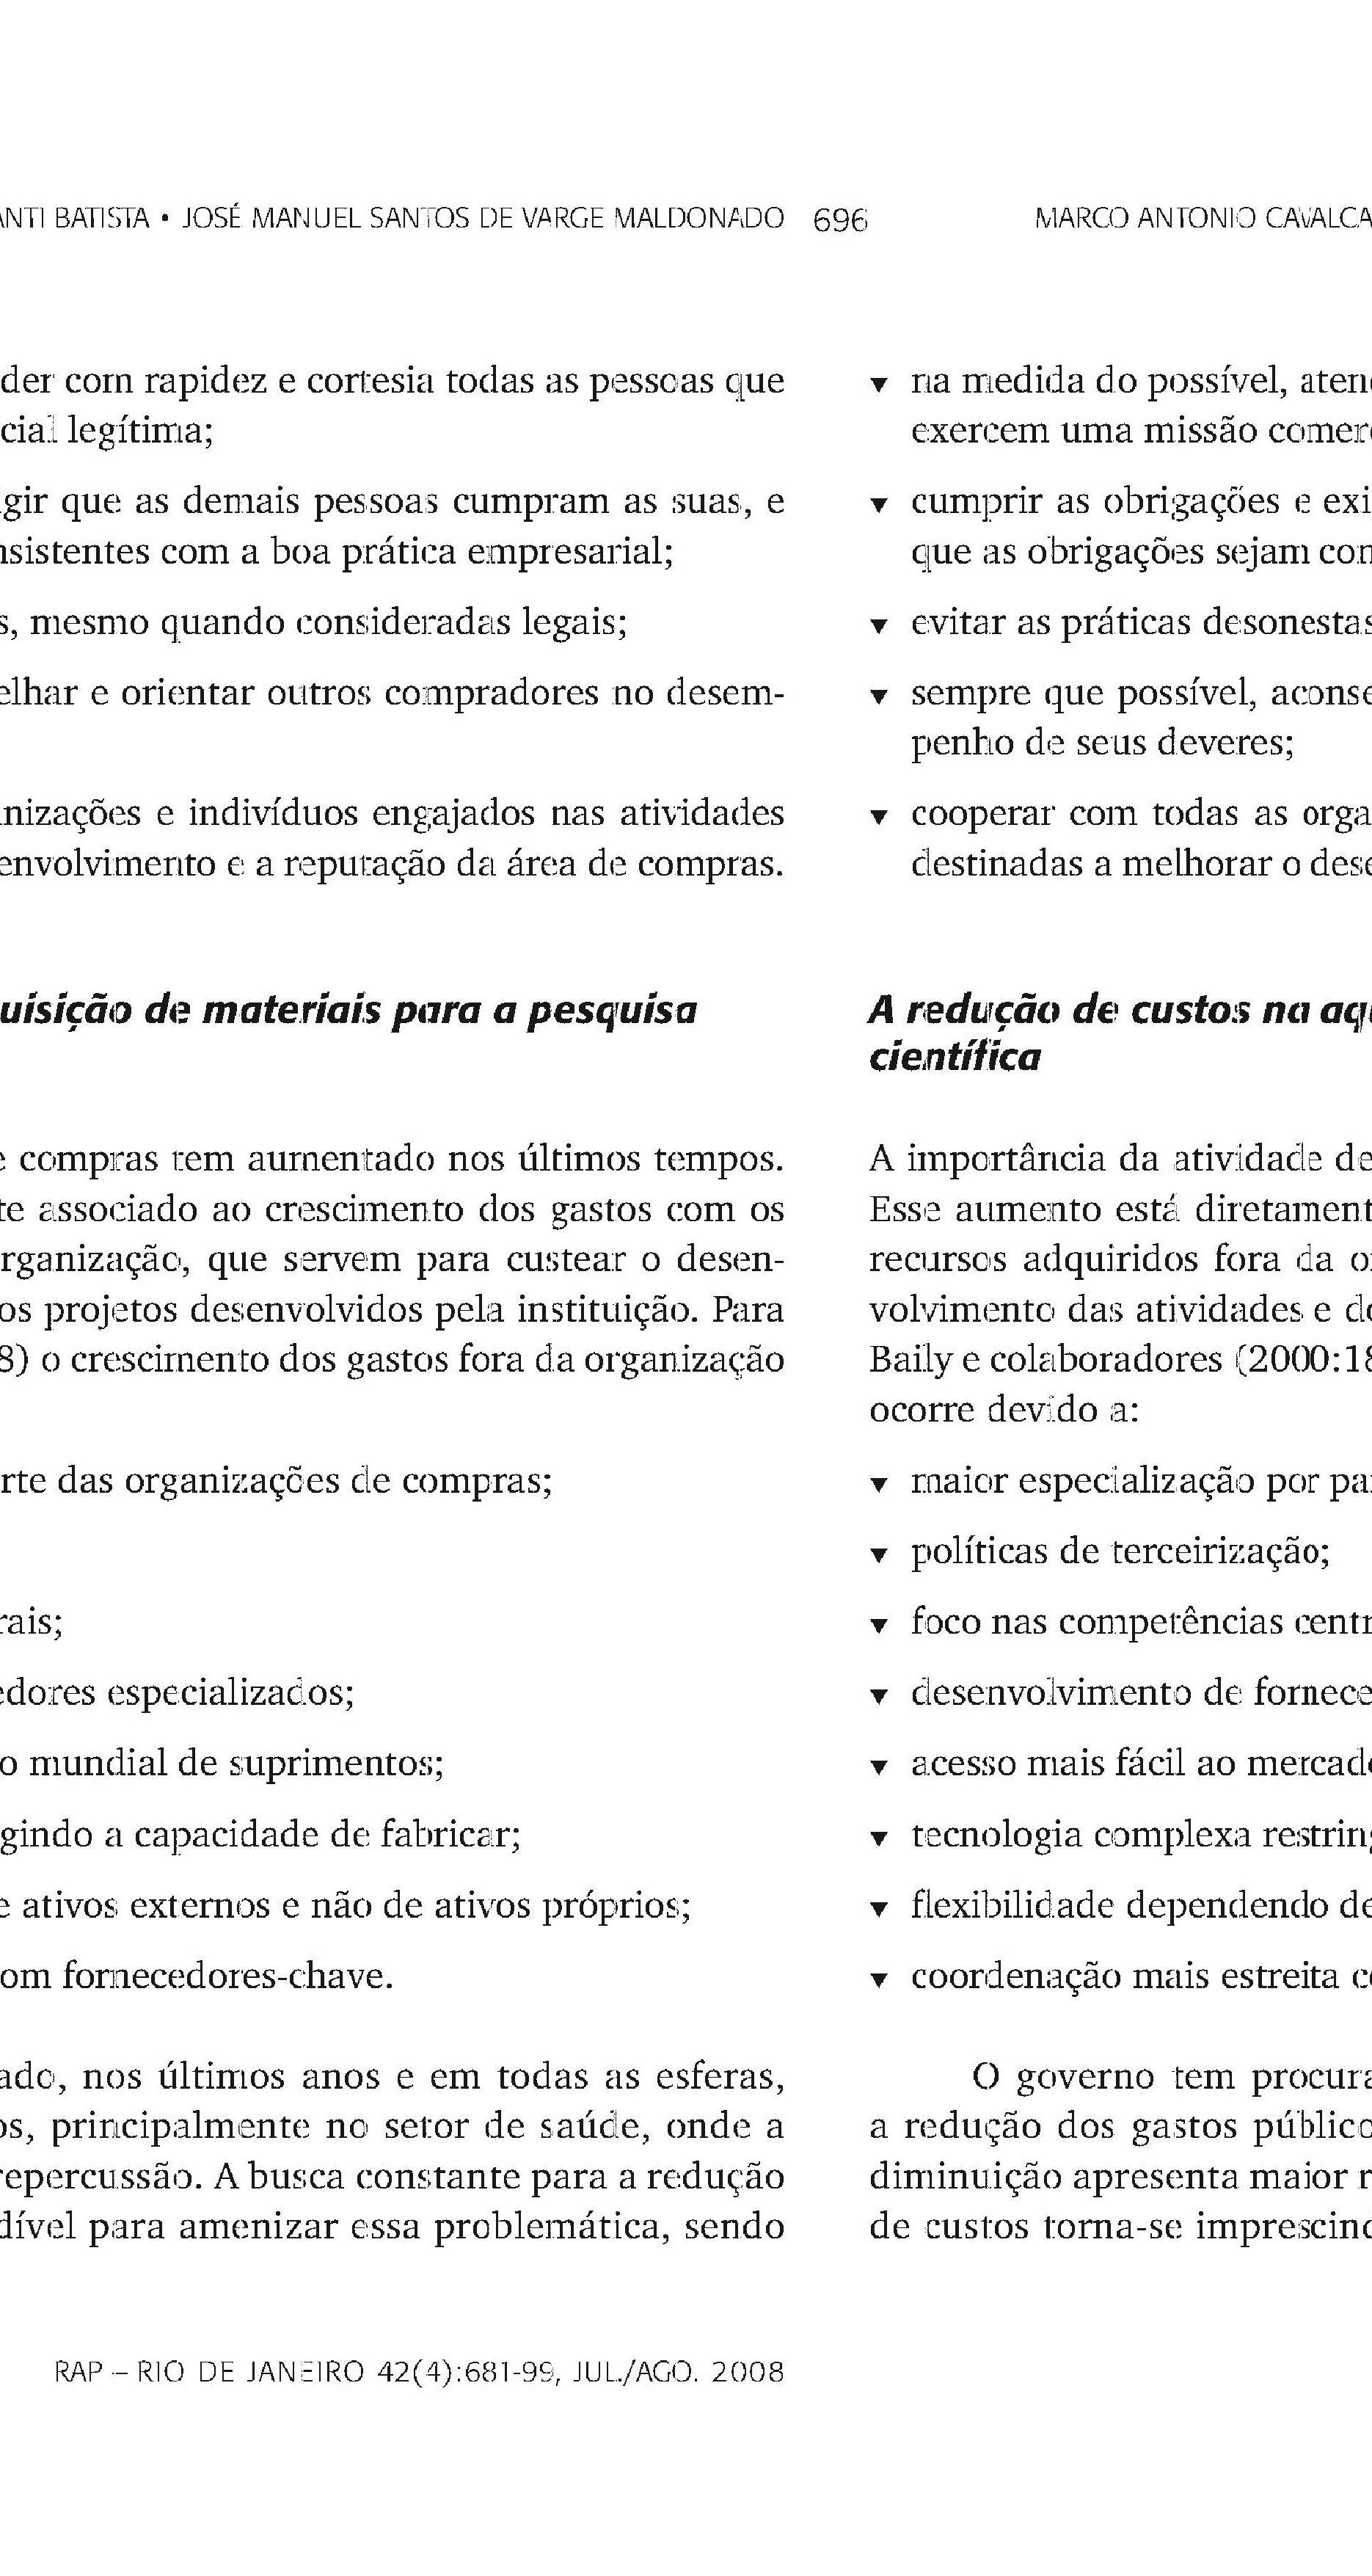 ANTI BATISTA • JOSÉ MANUEL SANTOS DE VARGE MALDONADO
der com rapidez e cortesia todas as pessoas que
cial legítima;
gir que as demais pessoas cumpram as suas, e
nsistentes com a boa prática empresarial;
s, mesmo quando consideradas legais;
elhar e orientar outros compradores no desem-
nizações e indivíduos engajados nas atividades
envolvimento e a reputação da área de compras.
uisição de materiais para a pesquisa
e compras tem aumentado nos últimos tempos.
te associado ao crescimento dos gastos com os
rganização, que servem para custear o desen-
os projetos desenvolvidos pela instituição. Para
8) o crescimento dos gastos fora da organização
rte das organizações de compras;
rais;
edores especializados;
o mundial de suprimentos;
gindo a capacidade de fabricar;
e ativos externos e não de ativos próprios;
om fornecedores-chave.
ado, nos últimos anos e em todas as esferas,
os, principalmente no setor de saúde, onde a
repercussão. A busca constante para a redução
dível para amenizar essa problemática, sendo
RAP – RIO DE JANEIRO 42(4):681-99, JUL./AGO. 2008
696 MARCO ANTONIO CAVALCA
▼ na medida do possível, aten
exercem uma missão comer
▼ cumprir as obrigações e exi
que as obrigações sejam con
▼ evitar as práticas desonestas
▼ sempre que possível, aconse
penho de seus deveres;
▼ cooperar com todas as orga
destinadas a melhorar o dese
A redução de custos na aqu
científica
A importância da atividade de
Esse aumento está diretament
recursos adquiridos fora da o
volvimento das atividades e do
Baily e colaboradores (2000:18
ocorre devido a:
▼ maior especialização por par
▼ políticas de terceirização;
▼ foco nas competências centr
▼ desenvolvimento de fornece
▼ acesso mais fácil ao mercado
▼ tecnologia complexa restring
▼ flexibilidade dependendo de
▼ coordenação mais estreita co
O governo tem procura
a redução dos gastos público
diminuição apresenta maior r
de custos torna-se imprescind